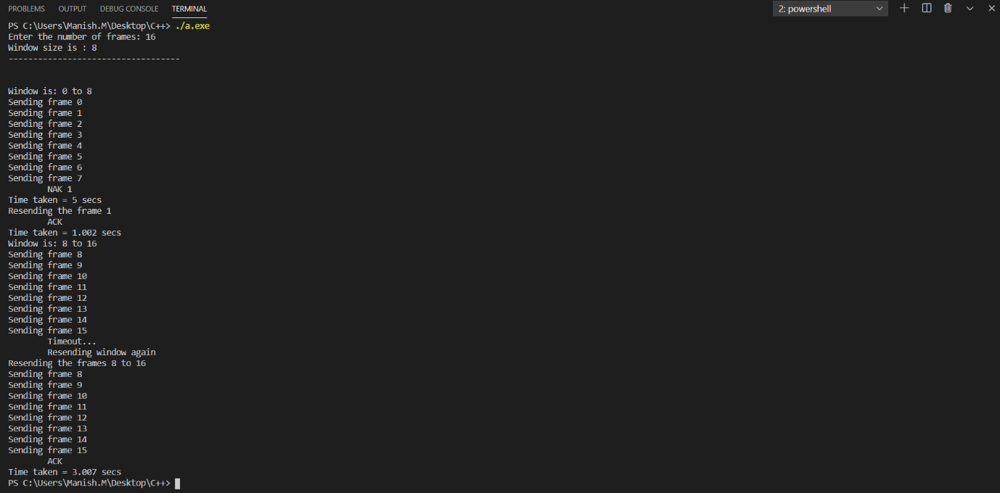 PROBLEMS OUTPUT DEBUG CONSOLE TERMINAL 2: powershell
PS C:\Users\Manish.M\Desktop\C++> ./a.exe
Enter the number of frames: 16
Window size is : 8
-----------------------------------
Window is: 0 to 8
Sending frame 0
Sending frame 1
Sending frame 2
Sending frame 3
Sending frame 4
Sending frame 5
Sending frame 6
Sending frame 7
NAK 1
Time taken = 5 secs
Resending the frame 1
ACK
Time taken = 1.002 secs
Window is: 8 to 16
Sending frame 8
Sending frame 9
Sending frame 10
Sending frame 11
Sending frame 12
Sending frame 13
Sending frame 14
Sending frame 15
Timeout...
Resending window again
Resending the frames 8 to 16
Sending frame 8
Sending frame 9
Sending frame 10
Sending frame 11
Sending frame 12
Sending frame 13
Sending frame 14
Sending frame 15
ACK
Time taken = 3.007 secs
PS C:\Users\Manish.M\Desktop\C++>